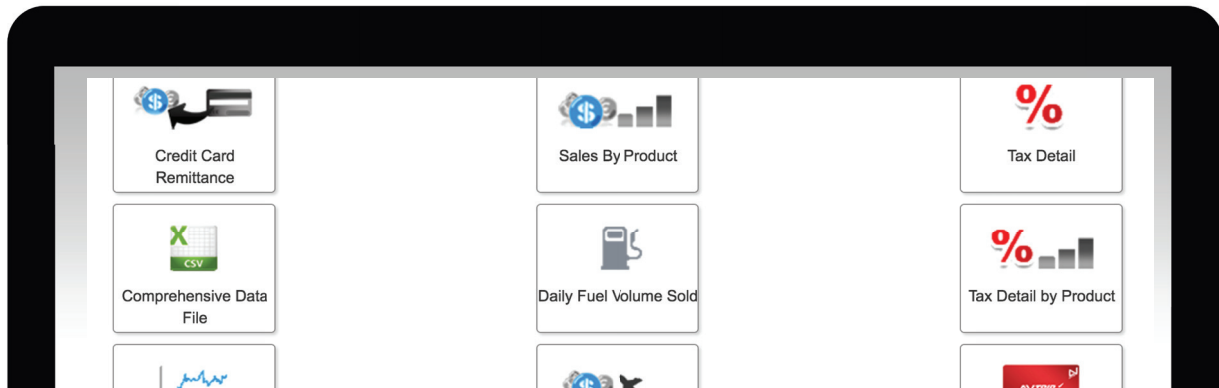 Credit Card
Remittance
Sales By Product
%
Tax Detail
X
CSV
Comprehensive Data
File
Daily Fuel Volume Sold
%
Tax Detail by Product